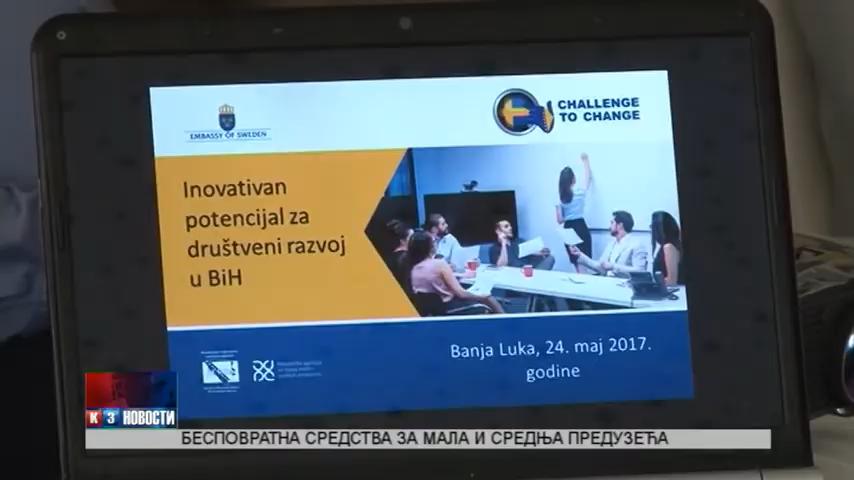 EMBASSY OF SWEDEN
CHALLENGE
TO CHANGE
Inovativan
potencijal za
društveni razvoj
u BiH
Banja Luka, 24. maj 2017.
godine
К3 НОВОСТИ
БЕСПОВРАТНА СРЕДСТВА ЗА МАЛА И СРЕДЊА ПРЕДУЗЕЋА